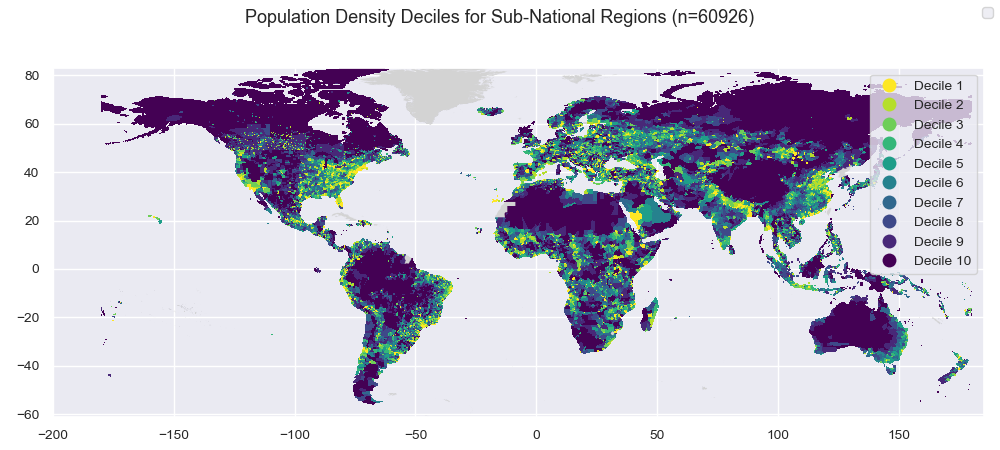 Population Density Deciles for Sub-National Regions (n=60926)
80
60
40
20
0
−20
−40
−60
−200
−150
−100
−50
0
50
100
150
Decile 1
Decile 2
Decile 3
Decile 4
Decile 5
Decile 6
Decile 7
Decile 8
Decile 9
Decile 10